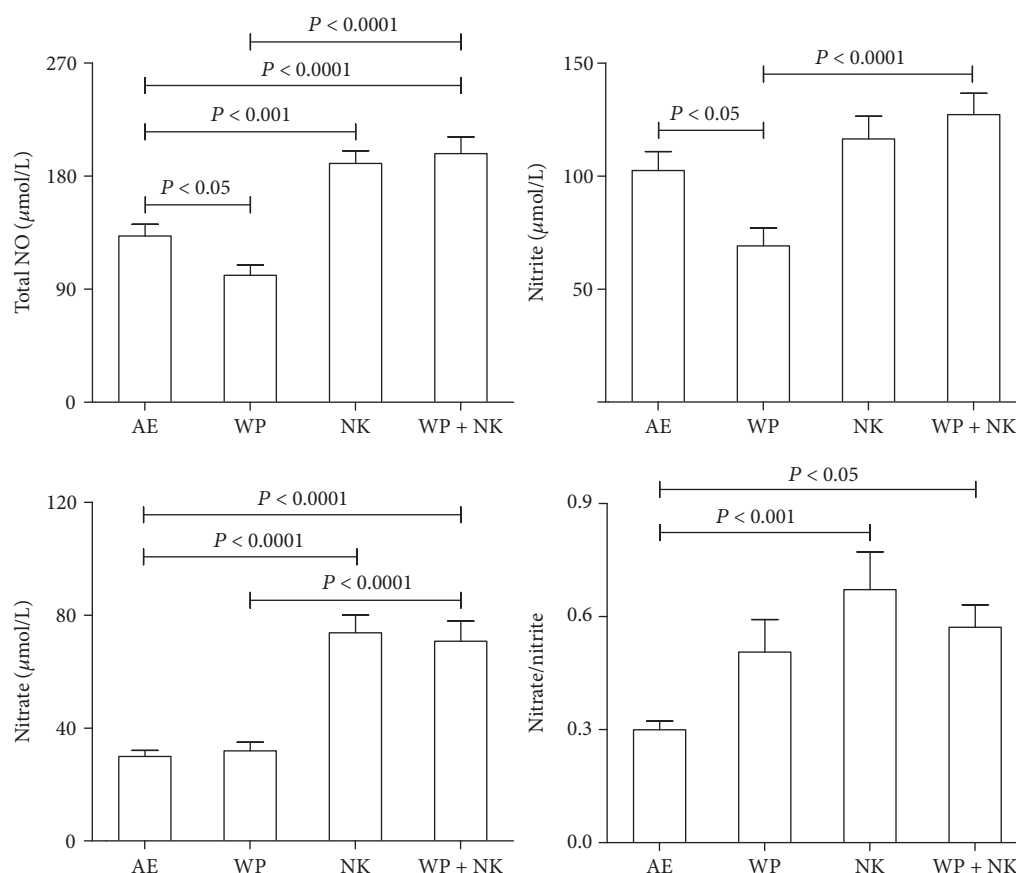 P < 0.0001
P < 0.0001
P < 0.001
P < 0.05
Total NO (μmol/L)
270
180
90
0
AE WP NK WP + NK
P < 0.0001
P < 0.05
Nitrite (μmol/L)
150
100
50
AE WP NK WP + NK
P < 0.0001
P < 0.0001
P < 0.0001
Nitrate (μmol/L)
120
80
40
0
AE WP NK WP + NK
P < 0.05
P < 0.001
Nitrate/nitrite
0.9
0.6
0.3
0.0
AE WP NK WP + NK